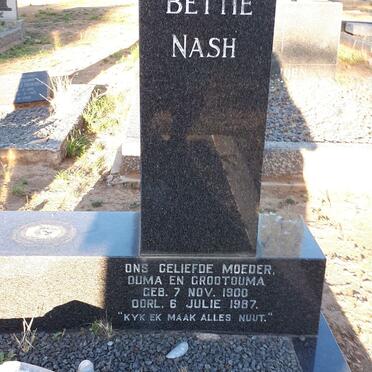 BETTIE
NASH
ONS GELIEFDE MOEDER,
OUMA EN GROOTOUMA
GEB. 7 NOV. 1900
OORL. 6 JULIE 1987.
"KYK EK MAAK ALLES NUUT."